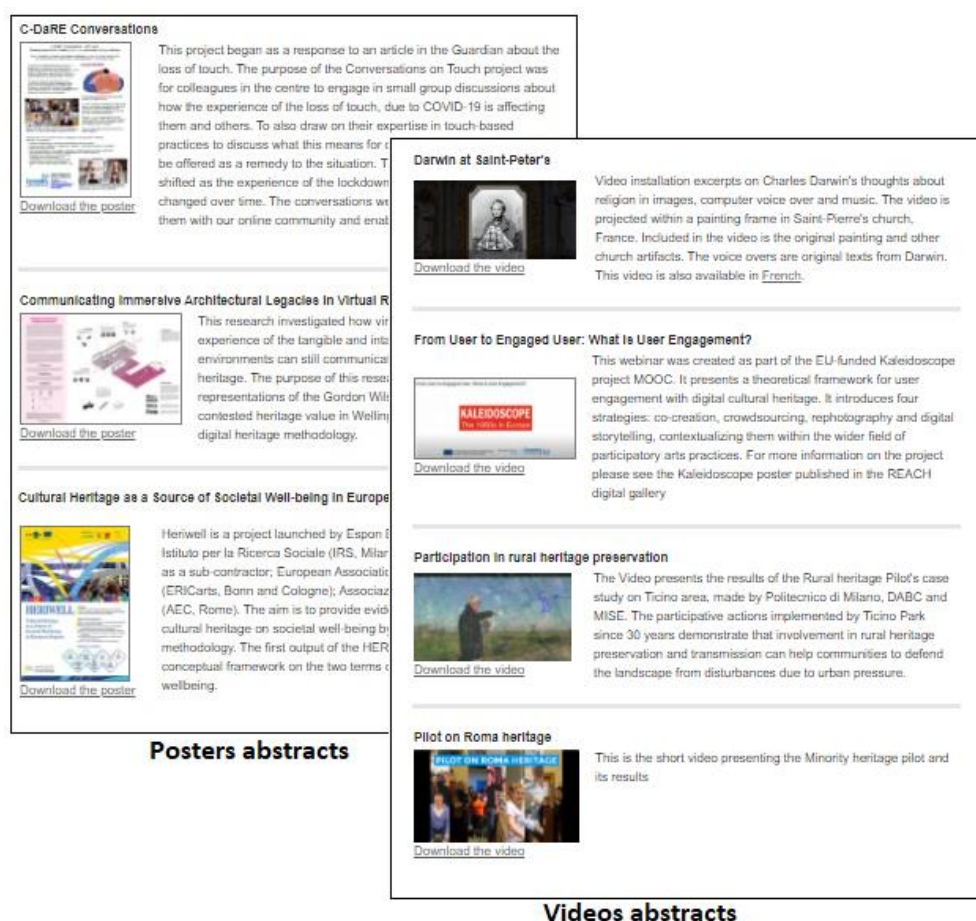 C-DaRE Conversations
This project began as a response to an article in the Guardian about the
loss of touch. The purpose of the Conversations on Touch project was
for colleagues in the centre to engage in small group discussions about
how the experience of the loss of touch, due to COVID-19 is affecting
them and others. To also draw on their expertise in touch-based
practices to discuss what this means for
be offered as a remedy to the situation.
shifted as the experience of the lockdown
changed over time. The conversations
them with our online community and
Download the poster
Communicating Immersive Architectural Legacies in Virtual R
This research investigated how
experience of the tangible and
environments can still
heritage. The purpose of this
representations of the Gordon
contested heritage value in
digital heritage methodology.
Download the poster
Cultural Heritage as a Source of Societal Well-being in Europe
HERIWELL
Heriwell is a project launched by Espon
Istituto per la Ricerca Sociale (IRS,
as a sub-contractor; European
(ERICarts, Bonn and Cologne);
(AEC, Rome). The aim is to provide
cultural heritage on societal well-being
methodology. The first output of the
conceptual framework on the two terms
wellbeing.
Download the poster
Posters abstracts
Darwin at Saint-Peter's
Video installation excerpts on Charles Darwin's thoughts about
religion in images, computer voice over and music. The video is
projected within a painting frame in Saint-Pierre's church,
France. Included in the video is the original painting and other
church artifacts. The voice overs are original texts from Darwin.
This video is also available in French.
Download the video
From User to Engaged User: What Is User Engagement?
KALEIDOSCOPE
The 1950s in Europe
This webinar was created as part of the EU-funded Kaleidoscope
project MOOC. It presents a theoretical framework for user
engagement with digital cultural heritage. It introduces four
strategies: co-creation, crowdsourcing, rephotography and digital
storytelling, contextualizing them within the wider field of
participatory arts practices. For more information on the project
please see the Kaleidoscope poster published in the REACH
digital gallery
Download the video
Participation in rural heritage preservation
The Video presents the results of the Rural heritage Pilot's case
study on Ticino area, made by Politecnico di Milano, DABC and
MISE. The participative actions implemented by Ticino Park
since 30 years demonstrate that involvement in rural heritage
preservation and transmission can help communities to defend
the landscape from disturbances due to urban pressure.
Download the video
Pilot on Roma heritage
PILOT ON ROMA HERITAGE
This is the short video presenting the Minority heritage pilot and
its results
Download the video
Videos abstracts